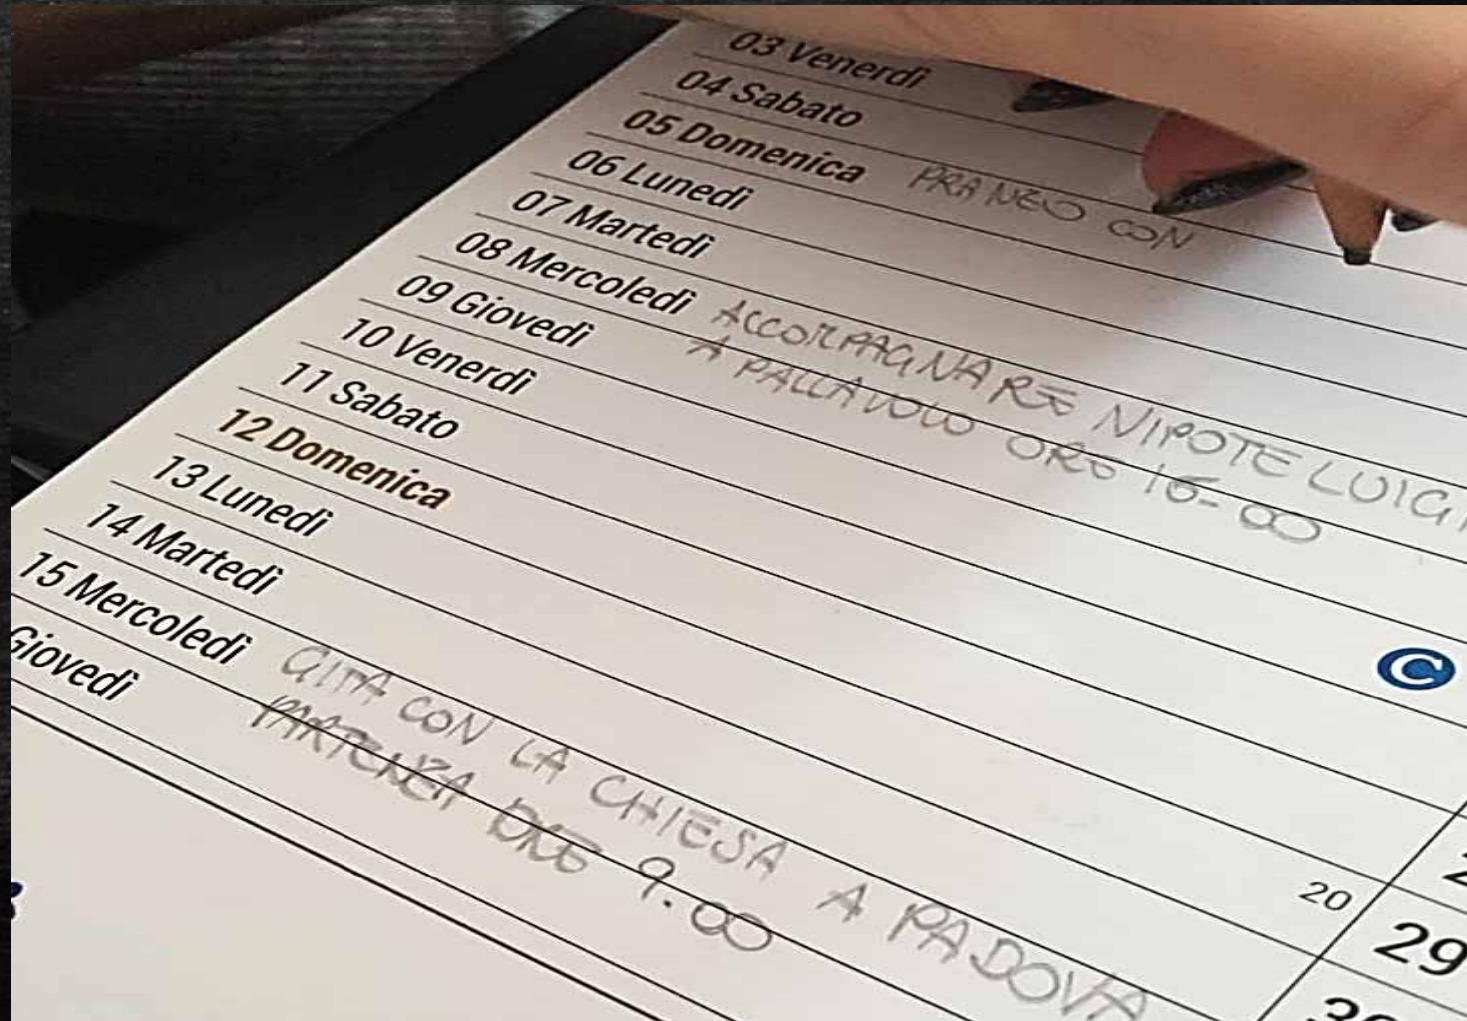 03 Venerdì
04 Sabato
05 Domenica PRANZO CON
06 Lunedì
07 Martedì
08 Mercoledì ACCOMPAGNARE NIPOTE LUIGI
A PALLAVOLO ORE 16-00
09 Giovedì
10 Venerdì
11 Sabato
12 Domenica
13 Lunedì
14 Martedì
15 Mercoledì GITA CON LA CHIESA A PADOVA
PARTENZA ORE 9.00
Giovedì
C
20
29